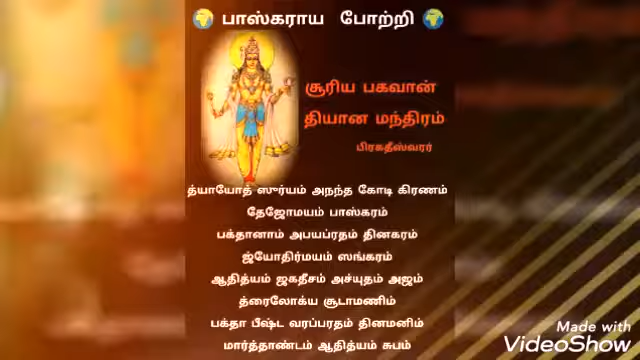 பாஸ்கராய போற்றி
சூரிய பகவான்
தியான மந்திரம்
பிரகதீஸ்வரர்
த்யாயோத் ஸுர்யம் அநந்த கோடி கிரணம்
தேஜோமயம் பாஸ்கரம்
பக்தானாம் அபயப்ரதம் தினகரம்
ஜ்யோதிர்மயம் ஸங்கரம்
ஆதித்யம் ஜகதீசம் அச்யுதம் அஜம்
த்ரைலோக்ய சூடாமணிம்
பக்தா பீஷ்ட வரப்பரதம் தினமனிம்
மார்த்தாண்டம் ஆதித்யம் சுபம்
Made with
VideoShow